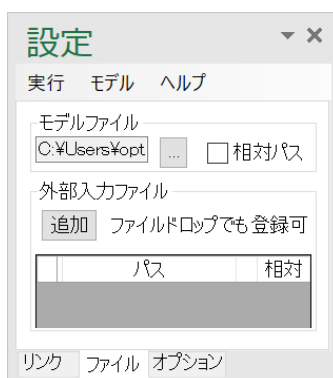 設定
実行 モデル ヘルプ
モデルファイル
C:¥Users¥opt ... 相対パス
外部入力ファイル
追加 ファイルドロップでも登録可
パス 相対
リンク ファイル オプション